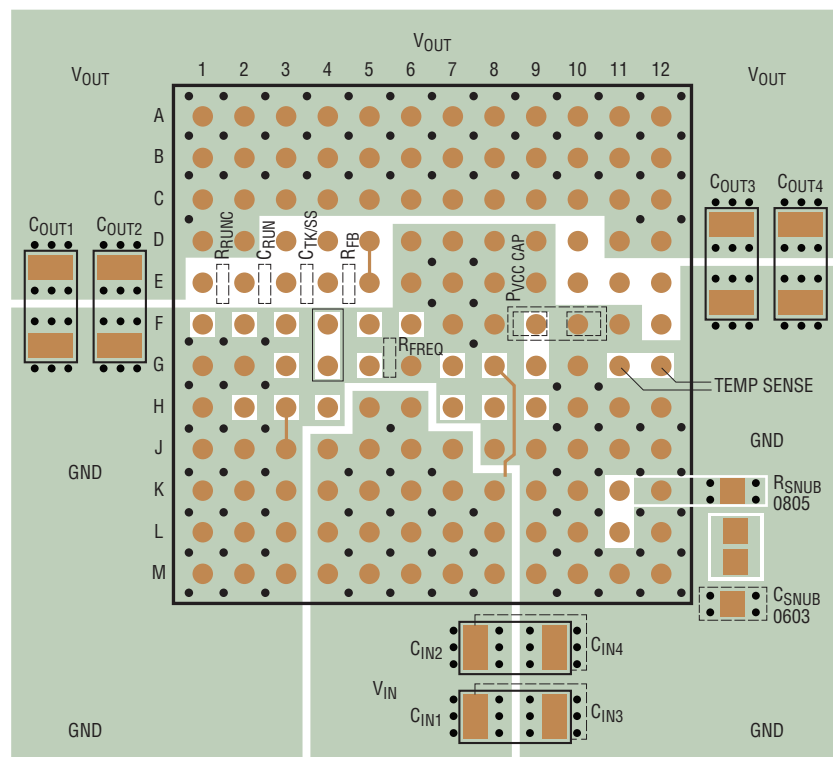 VOUT
VOUT
VOUT
1 2 3 4 5 6 7 8 9 10 11 12
A
B
C
COUT1
COUT2
COUT3
COUT4
D
RRUNC
CRUN
CTK/SS
RFB
E
PVCC CAP
F
RFREQ
G
TEMP SENSE
H
GND
J
GND
K
RSNUB
0805
L
M
CSNUB
0603
CIN2
CIN4
VIN
CIN1
CIN3
GND
GND